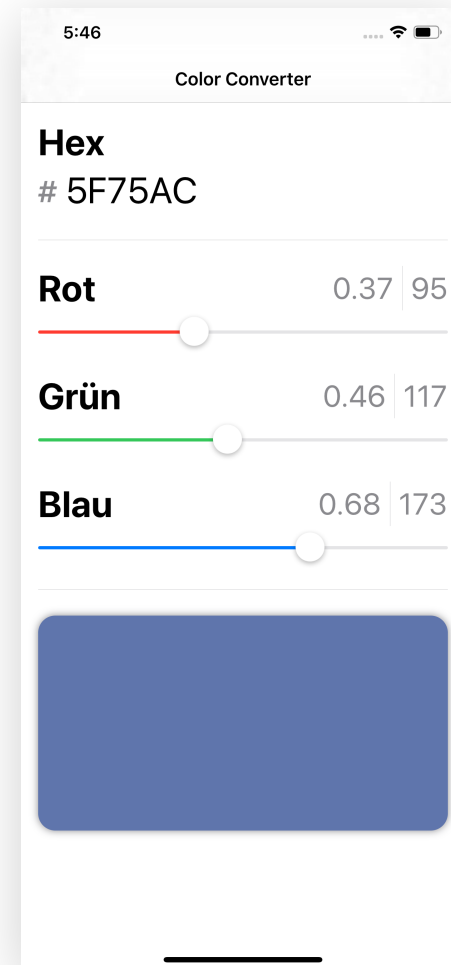 5:46
Color Converter
Hex
# 5F75AC
Rot 0.37 95
Grün 0.46 117
Blau 0.68 173